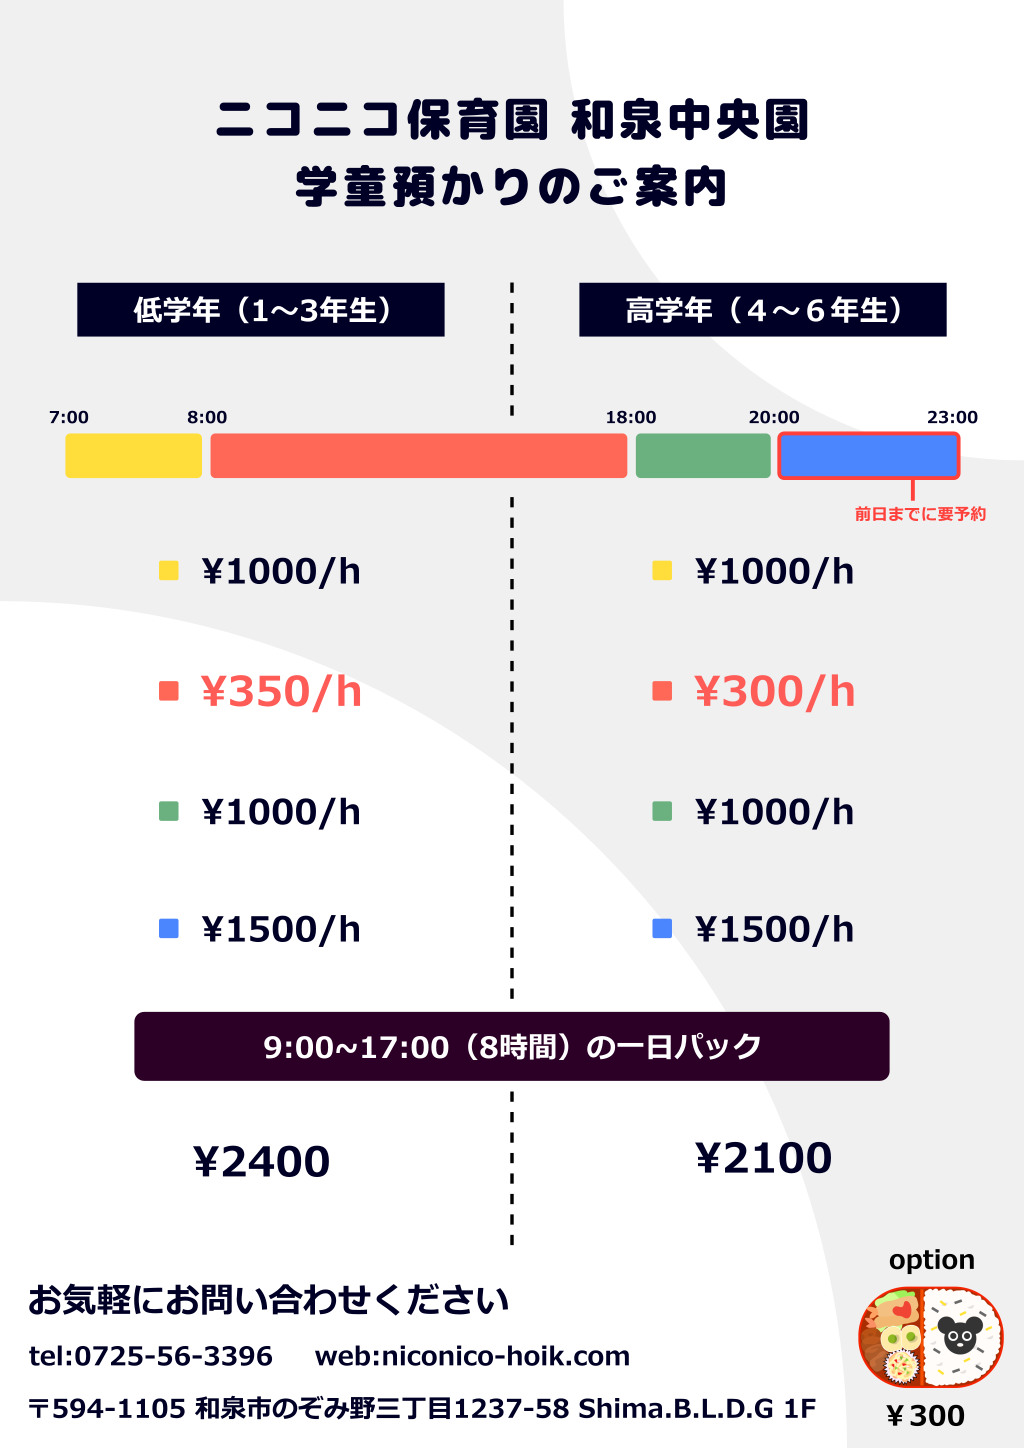 ニコニコ保育園 和泉中央園
学童預かりのご案内
低学年（1〜3年生）
高学年（４〜６年生）
7:00 8:00 18:00 20:00 23:00
前日までに要予約
¥1000/h ¥1000/h
¥350/h ¥300/h
¥1000/h ¥1000/h
¥1500/h ¥1500/h
9:00~17:00（8時間）の一日パック
¥2400 ¥2100
option
¥300
お気軽にお問い合わせください
tel:0725-56-3396 web:niconico-hoik.com
〒594-1105 和泉市のぞみ野三丁目1237-58 Shima.B.L.D.G 1F